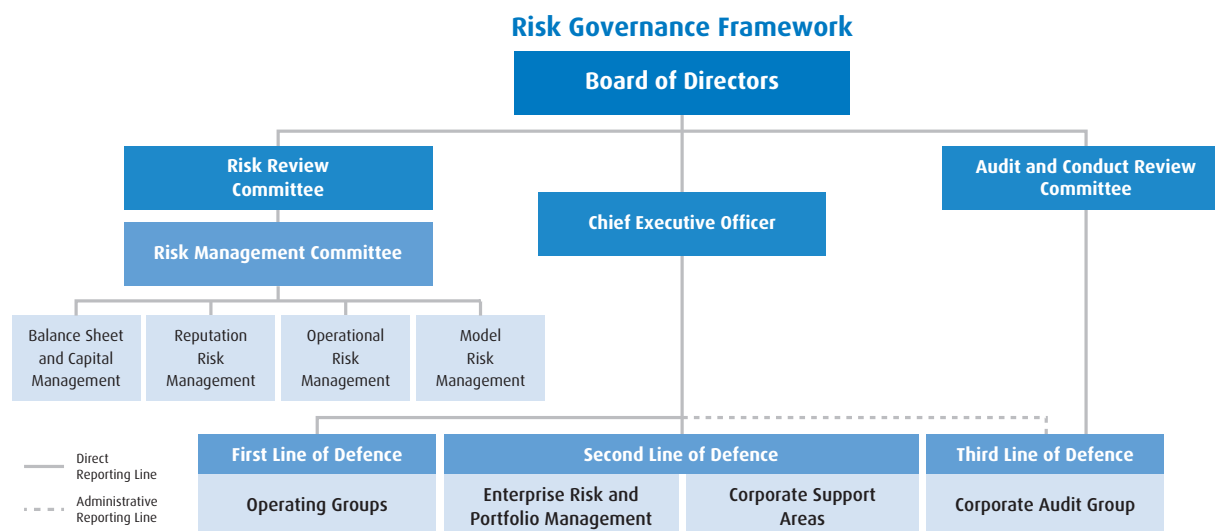 Risk Governance Framework
Board of Directors
Risk Review
Committee
Audit and Conduct Review
Committee
Chief Executive Officer
Risk Management Committee
Balance Sheet
and Capital
Management
Reputation
Risk
Management
Operational
Risk
Management
Model
Risk
Management
Direct
Reporting Line
Administrative
Reporting Line
First Line of Defence
Operating Groups
Second Line of Defence
Enterprise Risk and
Portfolio Management
Corporate Support
Areas
Third Line of Defence
Corporate Audit Group